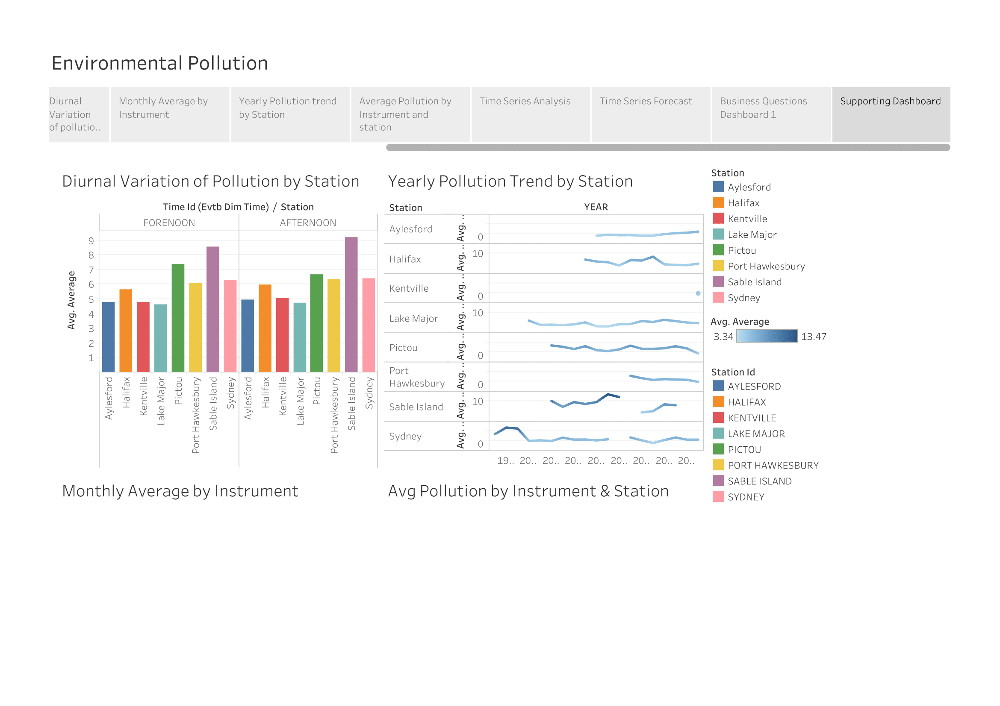 Environmental Pollution
Diurnal
Variation
of pollutio..
Monthly Average by
Instrument
Yearly Pollution trend
by Station
Average Pollution by
Instrument and
station
Time Series Analysis
Time Series Forecast
Business Questions
Dashboard 1
Supporting Dashboard
Diurnal Variation of Pollution by Station
Time Id (Evtb Dim Time) / Station
FORENOON
AFTERNOON
Avg. Average
9
8
7
6
5
4
3
2
1
Aylesford
Halifax
Kentville
Lake Major
Pictou
Port Hawkesbury
Sable Island
Sydney
Aylesford
Halifax
Kentville
Lake Major
Pictou
Port Hawkesbury
Sable Island
Sydney
Yearly Pollution Trend by Station
Station
YEAR
Aylesford
Avg. ..
0
Halifax
Avg. ..
10
Kentville
Avg. ..
0
Lake Major
Avg. ..
10
Pictou
Avg. ..
0
Port
Hawkesbury
Avg. ..
0
Sable Island
Avg. ..
10
Sydney
Avg. ..
0
19.. 20.. 20.. 20.. 20.. 20.. 20.. 20.. 20..
Station
Aylesford
Halifax
Kentville
Lake Major
Pictou
Port Hawkesbury
Sable Island
Sydney
Avg. Average
3.34 13.47
Station Id
AYLESFORD
HALIFAX
KENTVILLE
LAKE MAJOR
PICTOU
PORT HAWKESBURY
SABLE ISLAND
SYDNEY
Monthly Average by Instrument
Avg Pollution by Instrument & Station